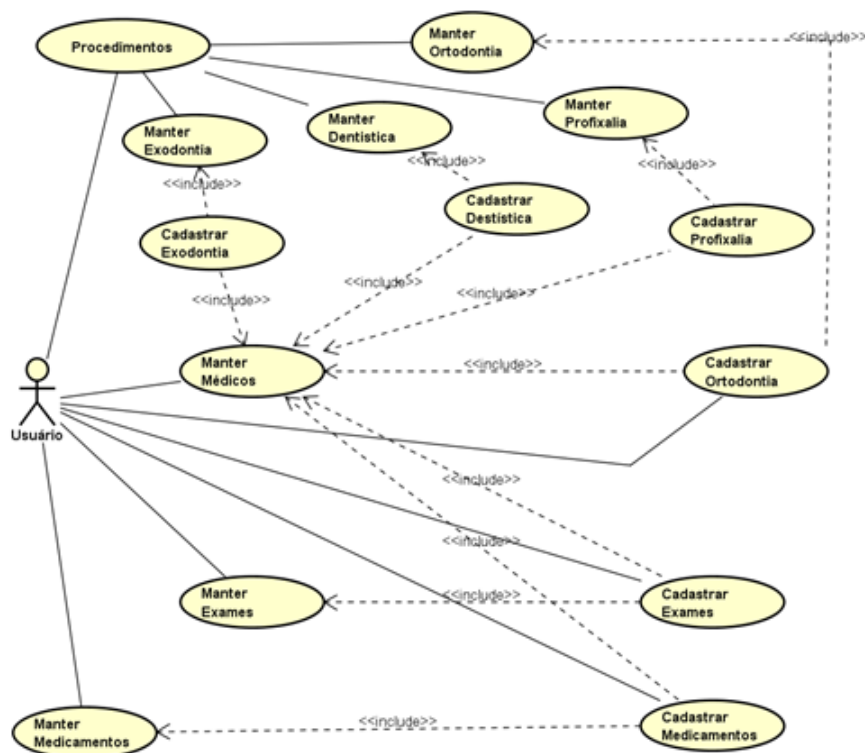 Procedimentos
Manter
Ortodontia
<<include>>
Manter
Exodontia
Manter
Dentística
Manter
Profixalia
<<include>>
<<include>>
<<include>>
Cadastrar
Exodontia
Cadastrar
Destística
Cadastrar
Profixalia
<<include>>
<<include>>
<<include>>
Manter
Médicos
<<include>>
Cadastrar
Ortodontia
Usuário
<<include>>
<<include>>
Manter
Exames
<<include>>
Cadastrar
Exames
Manter
Medicamentos
<<include>>
Cadastrar
Medicamentos